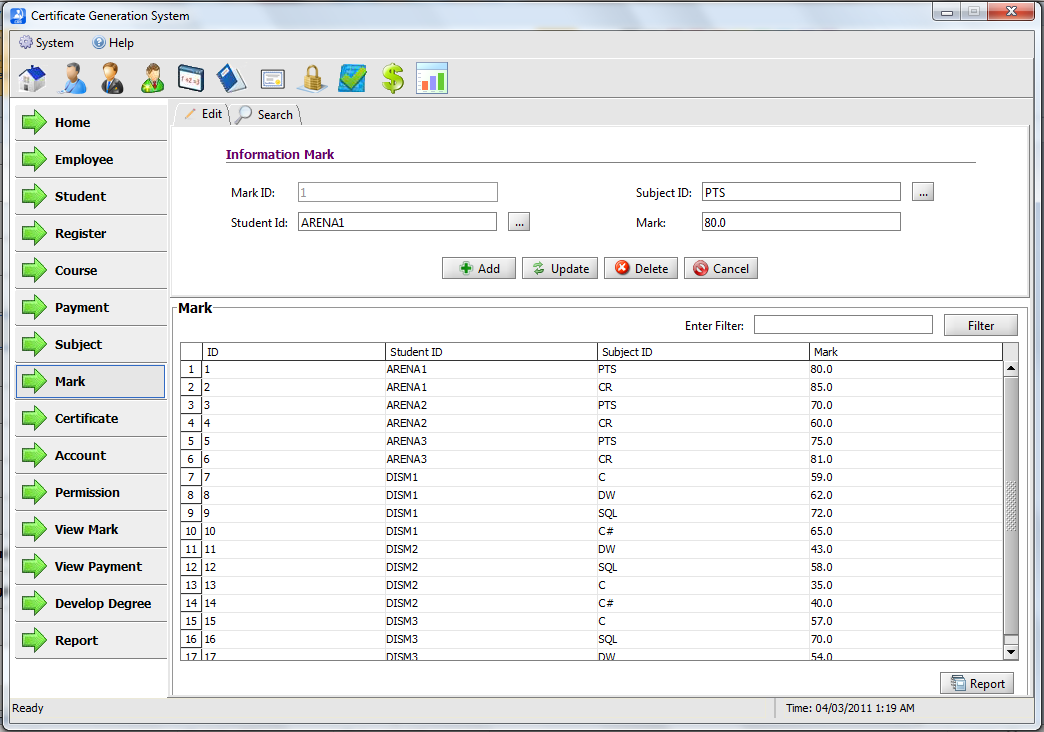 Certificate Generation System
System Help
Edit Search
Home
Employee
Student
Register
Course
Payment
Subject
Mark
Certificate
Account
Permission
View Mark
View Payment
Develop Degree
Report
Information Mark
Mark ID: 1 Subject ID: PTS ...
Student Id: ARENA1 ... Mark: 80.0
Add Update Delete Cancel
Mark
Enter Filter: Filter
ID Student ID Subject ID Mark
1 1 ARENA1 PTS 80.0
2 2 ARENA1 CR 85.0
3 3 ARENA2 PTS 70.0
4 4 ARENA2 CR 60.0
5 5 ARENA3 PTS 75.0
6 6 ARENA3 CR 81.0
7 7 DISM1 C 59.0
8 8 DISM1 DW 62.0
9 9 DISM1 SQL 72.0
10 10 DISM1 C# 65.0
11 11 DISM2 DW 43.0
12 12 DISM2 SQL 58.0
13 13 DISM2 C 35.0
14 14 DISM2 C# 40.0
15 15 DISM3 C 57.0
16 16 DISM3 SQL 70.0
17 17 DISM3 DW 54.0
Report
Ready Time: 04/03/2011 1:19 AM